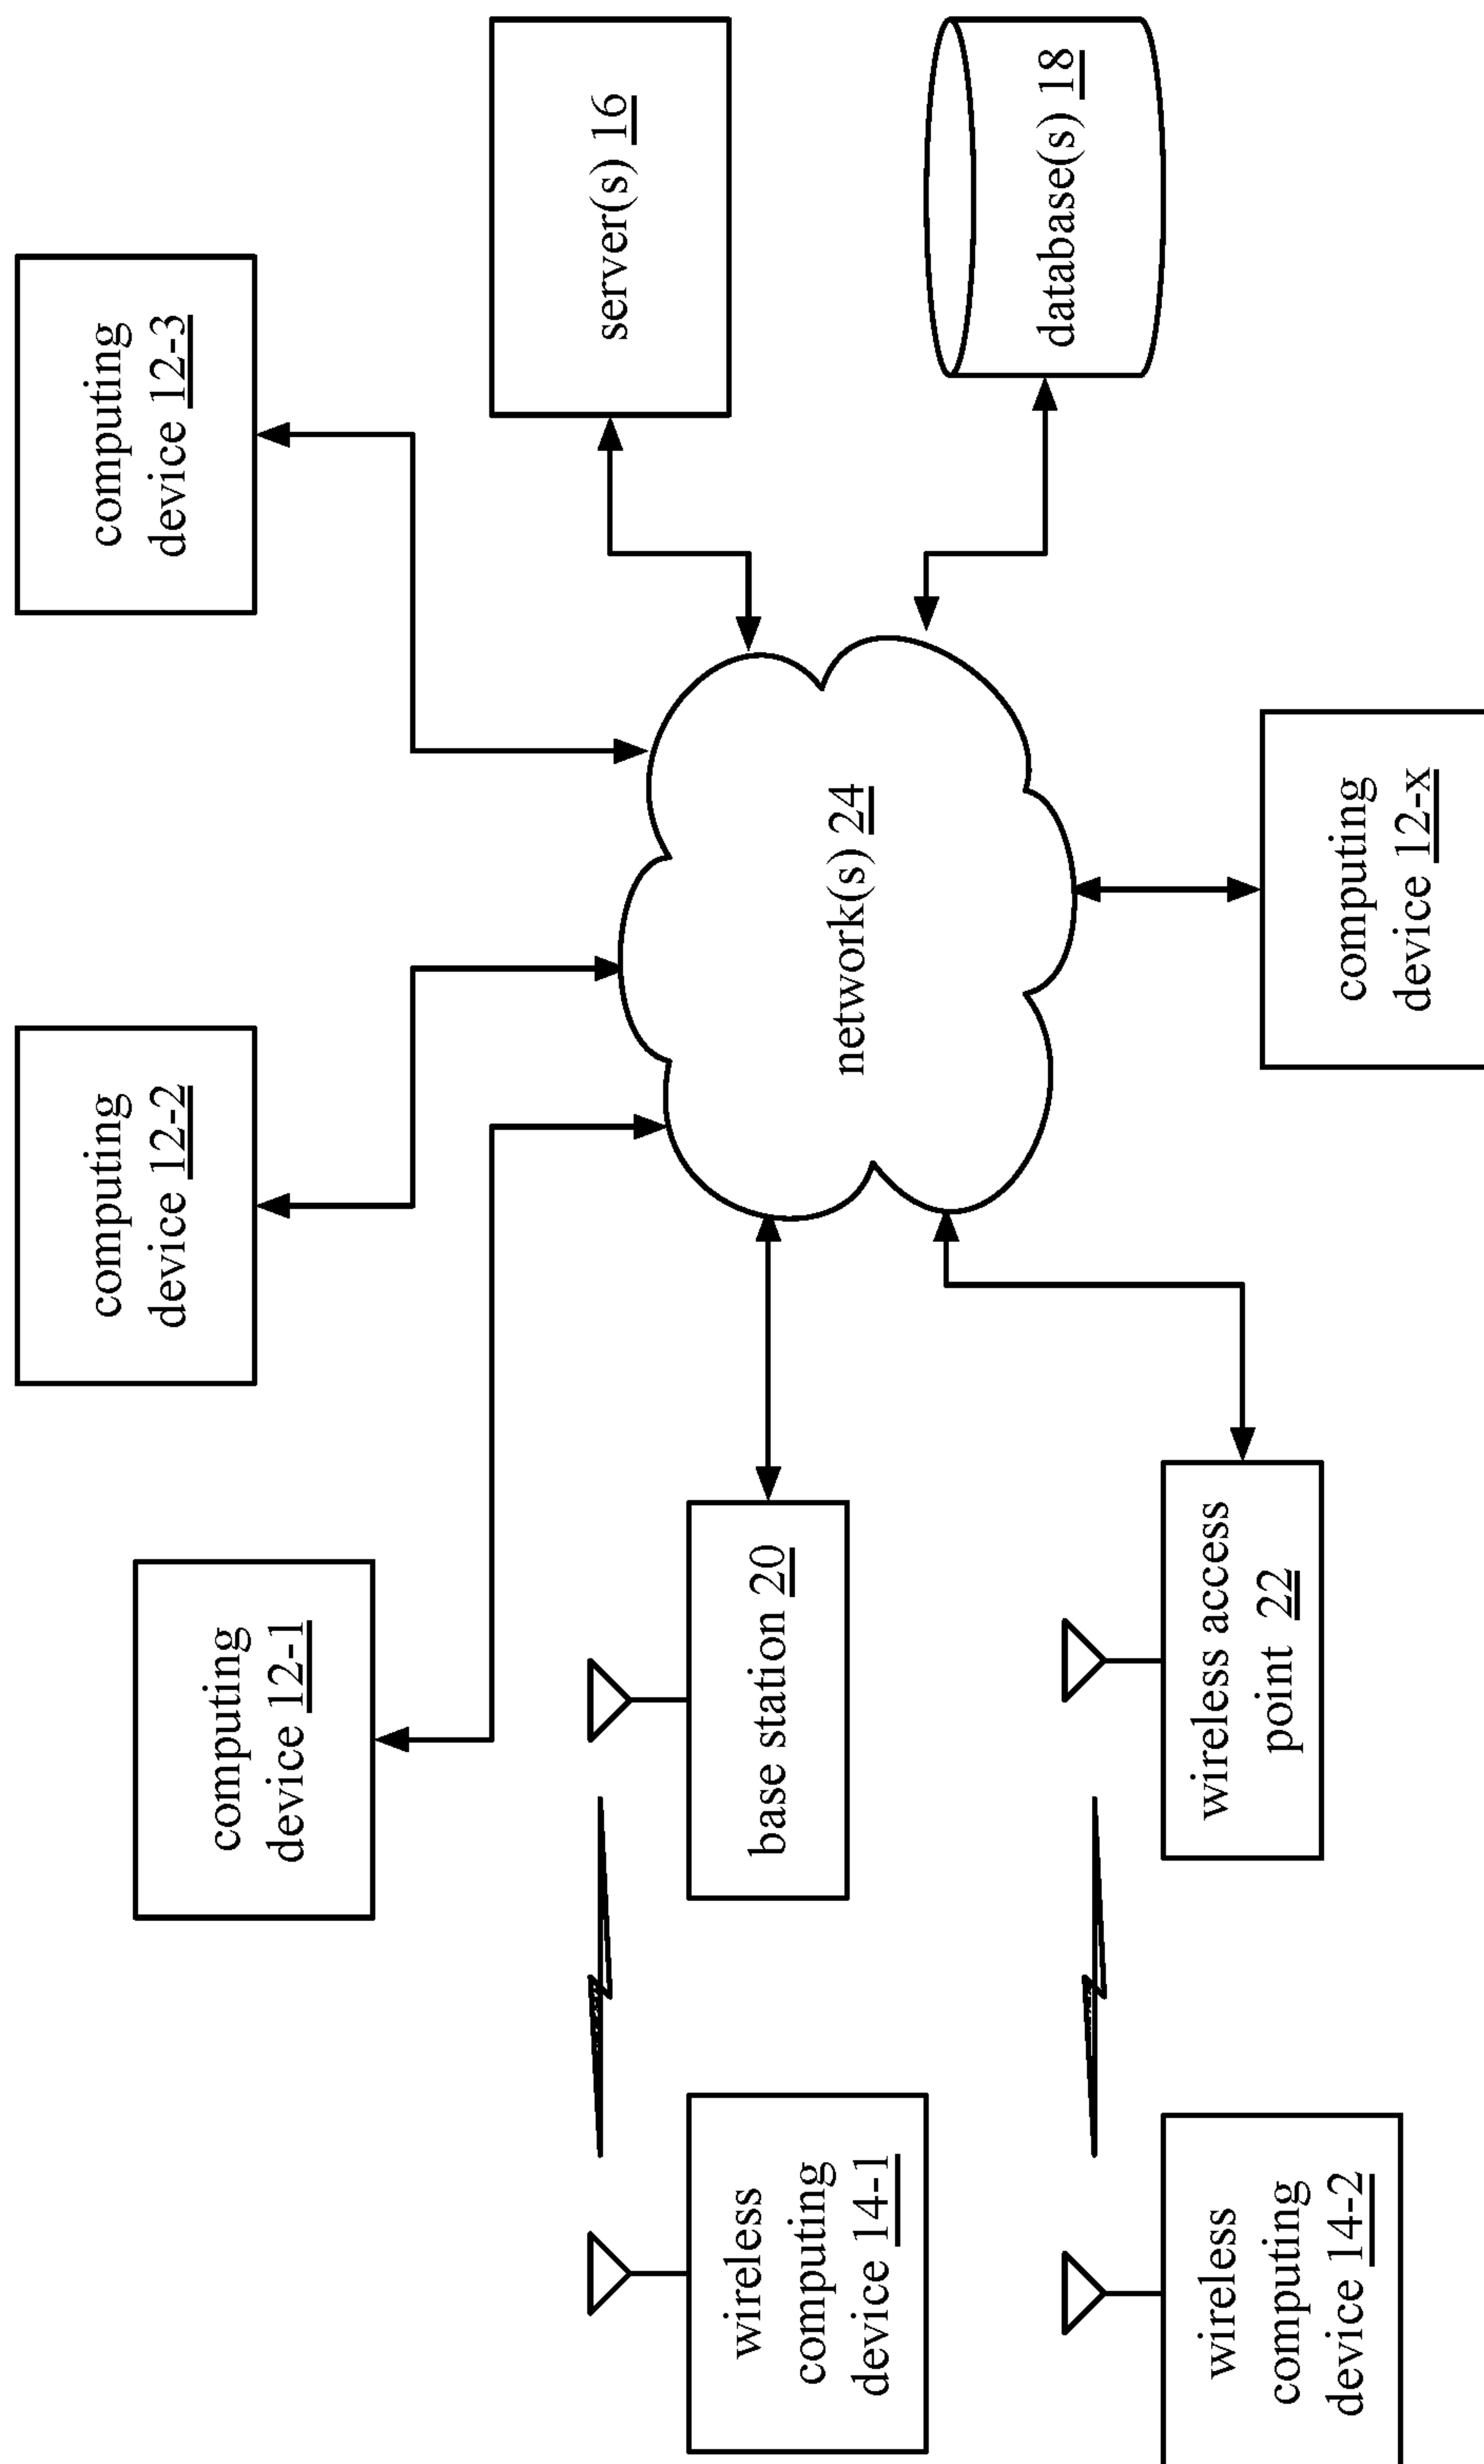 computing
device 12-1
computing
device 12-2
computing
device 12-3
server(s) 16
database(s) 18
network(s) 24
computing
device 12-x
base station 20
wireless access
point 22
wireless
computing
device 14-1
wireless
computing
device 14-2